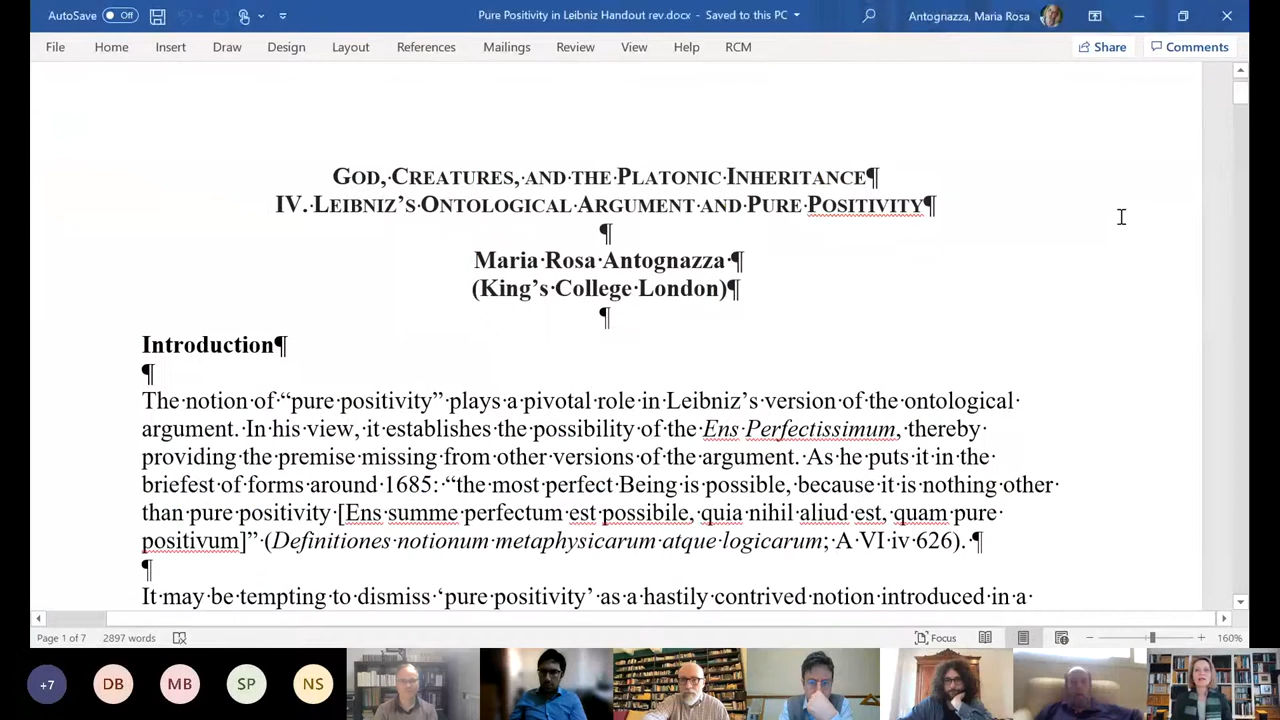 AutoSave Off Pure Positivity in Leibniz Handout rev.docx - Saved to this PC Antognazza, Maria Rosa
File Home Insert Draw Design Layout References Mailings Review View Help RCM Share Comments
GOD, CREATURES, AND THE PLATONIC INHERITANCE¶
IV. LEIBNIZ’S ONTOLOGICAL ARGUMENT AND PURE POSITIVITY¶
¶
Maria·Rosa·Antognazza·¶
(King’s·College·London)¶
¶
Introduction¶
¶
The·notion·of·“pure·positivity”·plays·a·pivotal·role·in·Leibniz’s·version·of·the·ontological·
argument.·In·his·view,·it·establishes·the·possibility·of·the·Ens·Perfectissimum,·thereby·
providing·the·premise·missing·from·other·versions·of·the·argument.·As·he·puts·it·in·the·
briefest·of·forms·around·1685:·“the·most·perfect·Being·is·possible,·because·it·is·nothing·other·
than·pure·positivity·[Ens·summe·perfectum·est·possibile,·quia·nihil·aliud·est,·quam·pure·
positivum]”·(Definitiones·notionum·metaphysicarum·atque·logicarum;·A·VI·iv·626).·¶
¶
It·may·be·tempting·to·dismiss·‘pure·positivity’·as·a·hastily·contrived·notion·introduced·in·a·
Page 1 of 7 2897 words Focus 160%
+7 DB MB SP NS